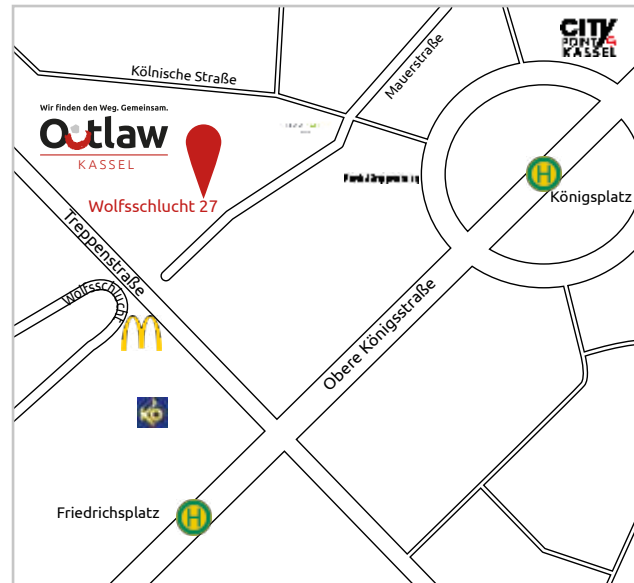 CITY
POINT
KASSEL
Kölnische Straße
Mauerstraße
Wir finden den Weg. Gemeinsam.
Outlaw
KASSEL
Wolfsschlucht 27
H
Königsplatz
Treppenstraße
Wolfsschlucht
Obere Königsstraße
Friedrichsplatz
H